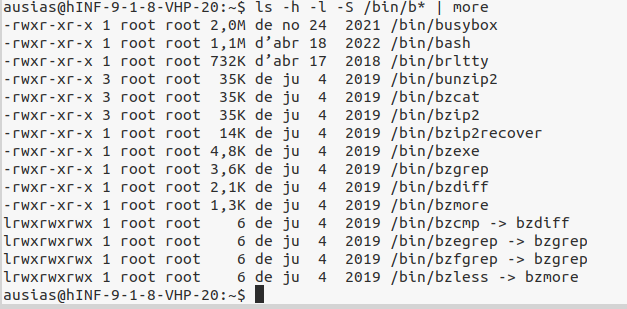 ausias@hINF-9-1-8-VHP-20:~$ ls -h -l -S /bin/b* | more
-rwxr-xr-x 1 root root 2,0M de no 24  2021 /bin/busybox
-rwxr-xr-x 1 root root 1,1M d’abr 18  2022 /bin/bash
-rwxr-xr-x 1 root root 732K d’abr 17  2018 /bin/brltty
-rwxr-xr-x 3 root root  35K de ju  4  2019 /bin/bunzip2
-rwxr-xr-x 3 root root  35K de ju  4  2019 /bin/bzcat
-rwxr-xr-x 3 root root  35K de ju  4  2019 /bin/bzip2
-rwxr-xr-x 1 root root  14K de ju  4  2019 /bin/bzip2recover
-rwxr-xr-x 1 root root 4,8K de ju  4  2019 /bin/bzexe
-rwxr-xr-x 1 root root 3,6K de ju  4  2019 /bin/bzgrep
-rwxr-xr-x 1 root root 2,1K de ju  4  2019 /bin/bzdiff
-rwxr-xr-x 1 root root 1,3K de ju  4  2019 /bin/bzmore
lrwxrwxrwx 1 root root    6 de ju  4  2019 /bin/bzcmp -> bzdiff
lrwxrwxrwx 1 root root    6 de ju  4  2019 /bin/bzegrep -> bzgrep
lrwxrwxrwx 1 root root    6 de ju  4  2019 /bin/bzfgrep -> bzgrep
lrwxrwxrwx 1 root root    6 de ju  4  2019 /bin/bzless -> bzmore
ausias@hINF-9-1-8-VHP-20:~$